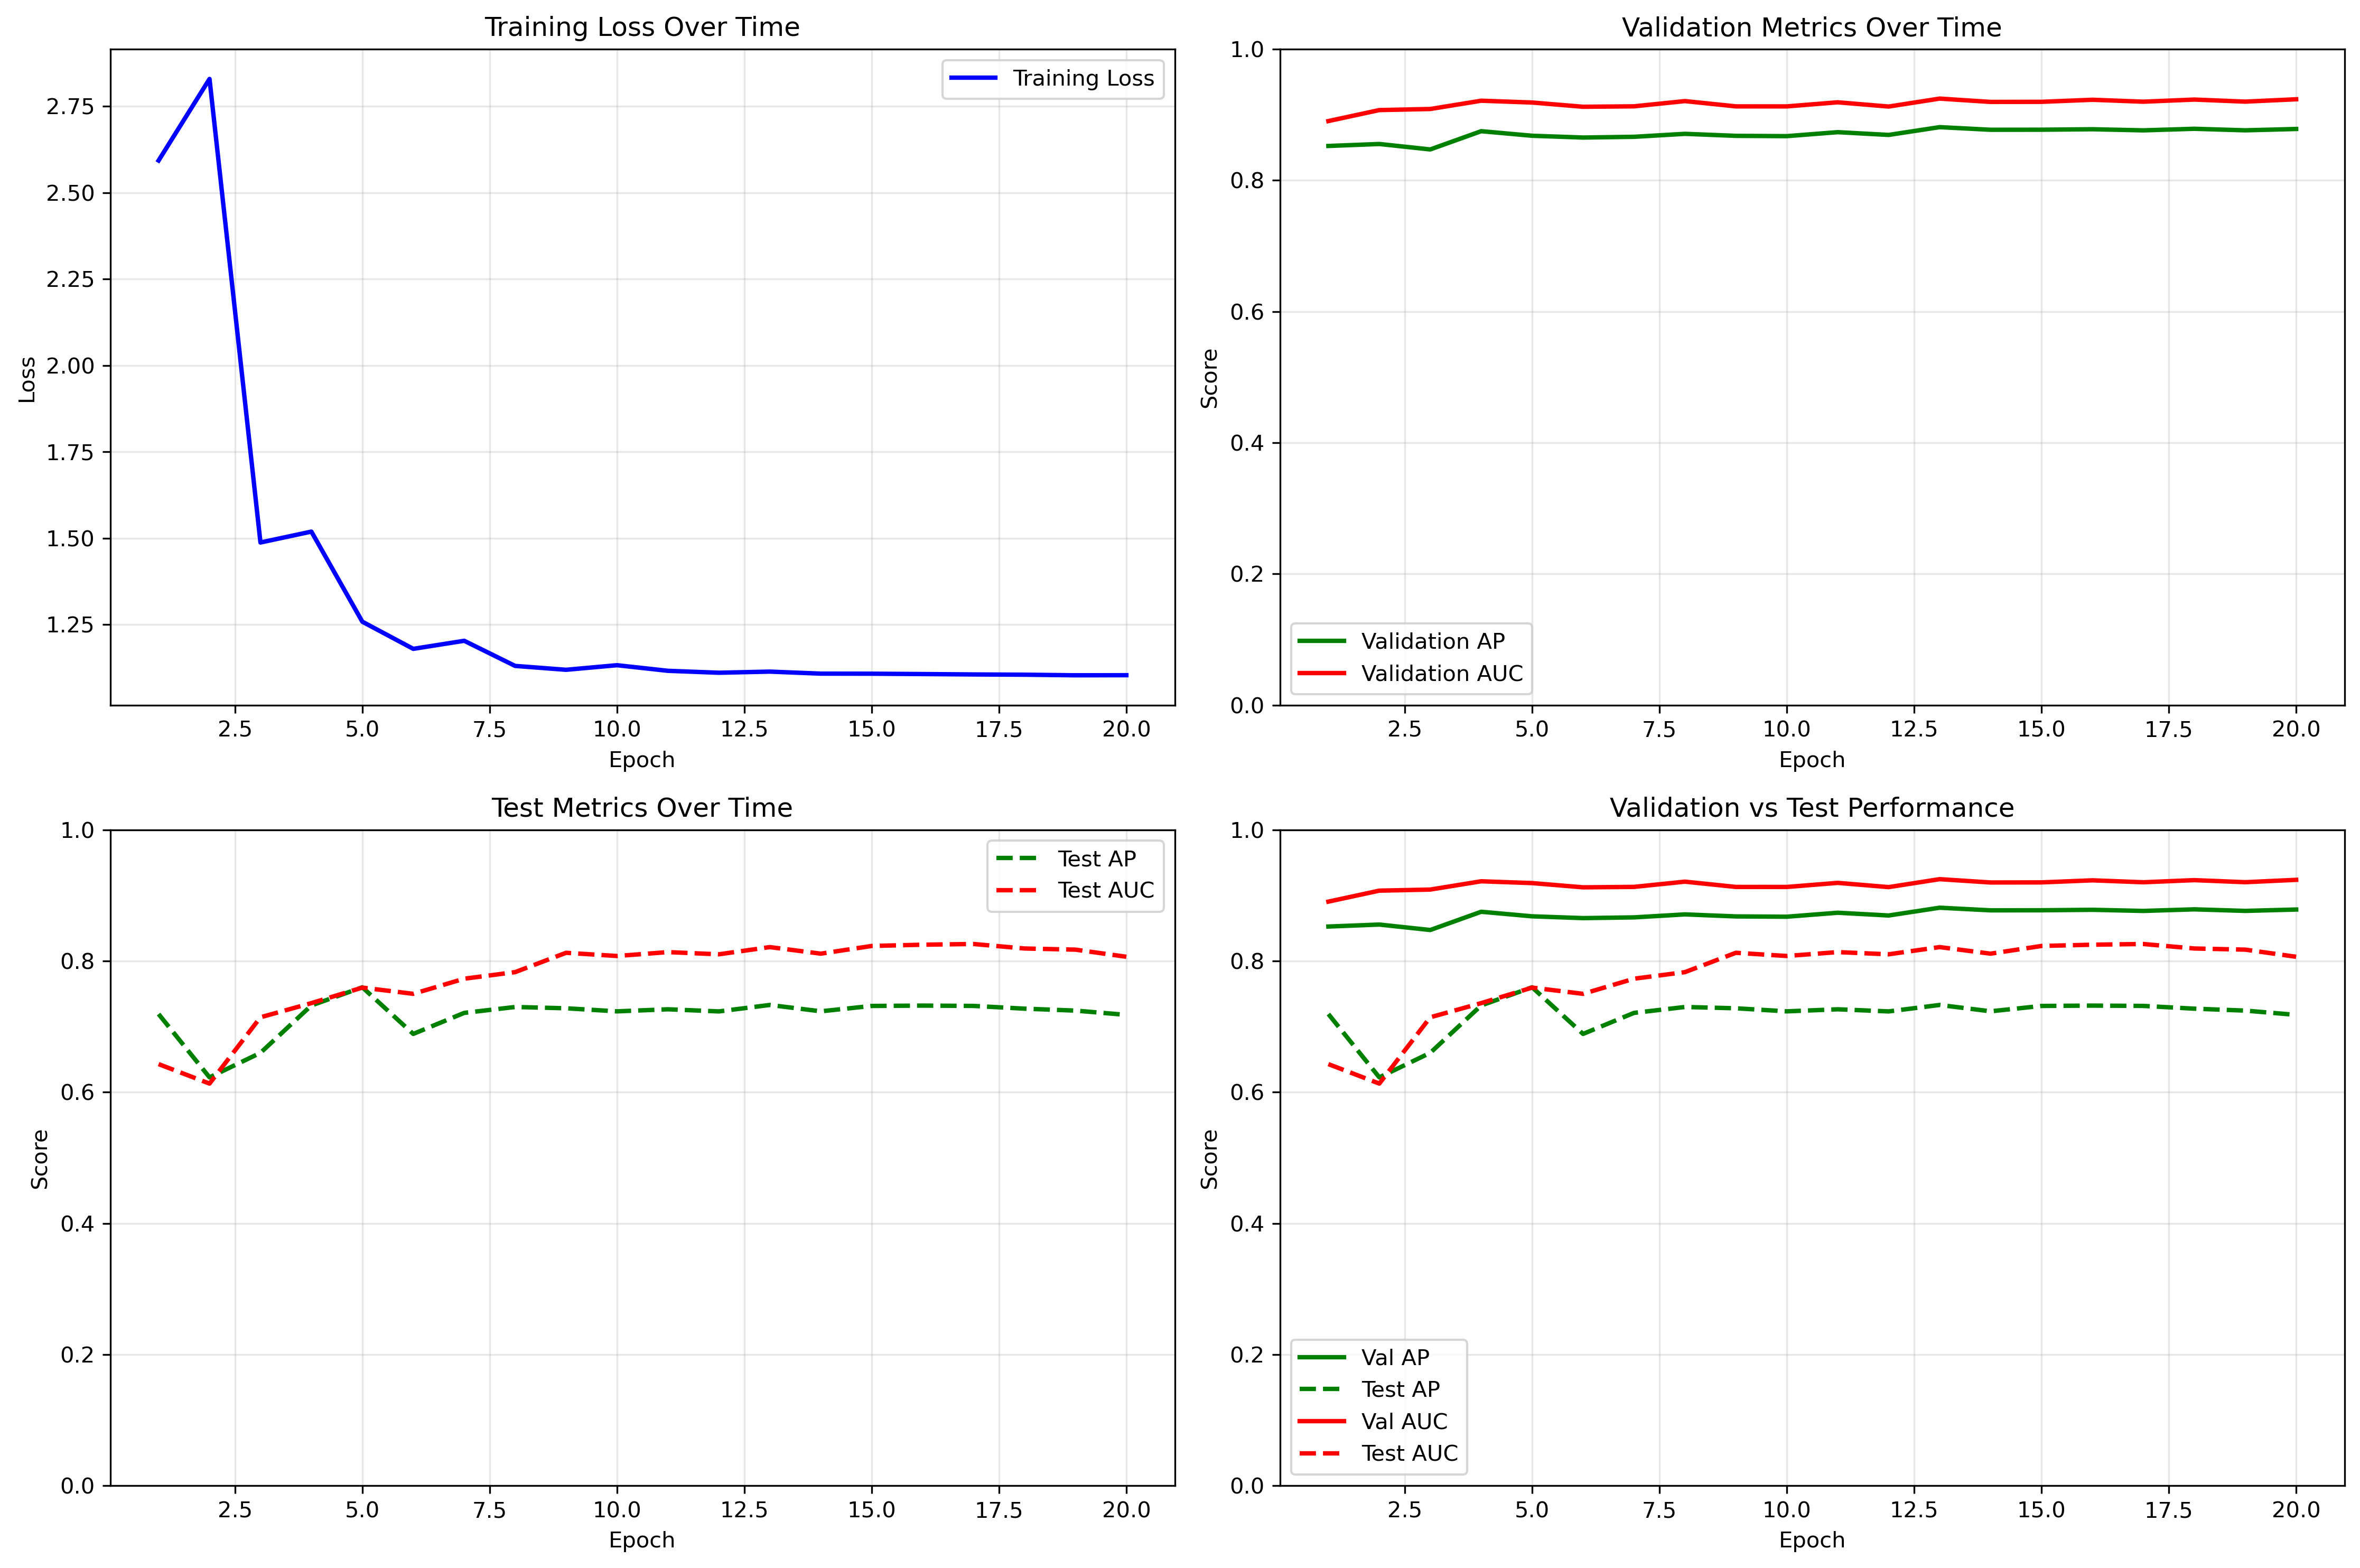 Training Loss Over Time
Training Loss
2.75
2.50
2.25
2.00
1.75
1.50
1.25
Loss
2.5 5.0 7.5 10.0 12.5 15.0 17.5 20.0
Epoch
Validation Metrics Over Time
1.0
0.8
0.6
0.4
0.2
0.0
Score
Validation AP
Validation AUC
2.5 5.0 7.5 10.0 12.5 15.0 17.5 20.0
Epoch
Test Metrics Over Time
Test AP
Test AUC
1.0
0.8
0.6
0.4
0.2
0.0
Score
2.5 5.0 7.5 10.0 12.5 15.0 17.5 20.0
Epoch
Validation vs Test Performance
1.0
0.8
0.6
0.4
0.2
0.0
Score
Val AP
Test AP
Val AUC
Test AUC
2.5 5.0 7.5 10.0 12.5 15.0 17.5 20.0
Epoch